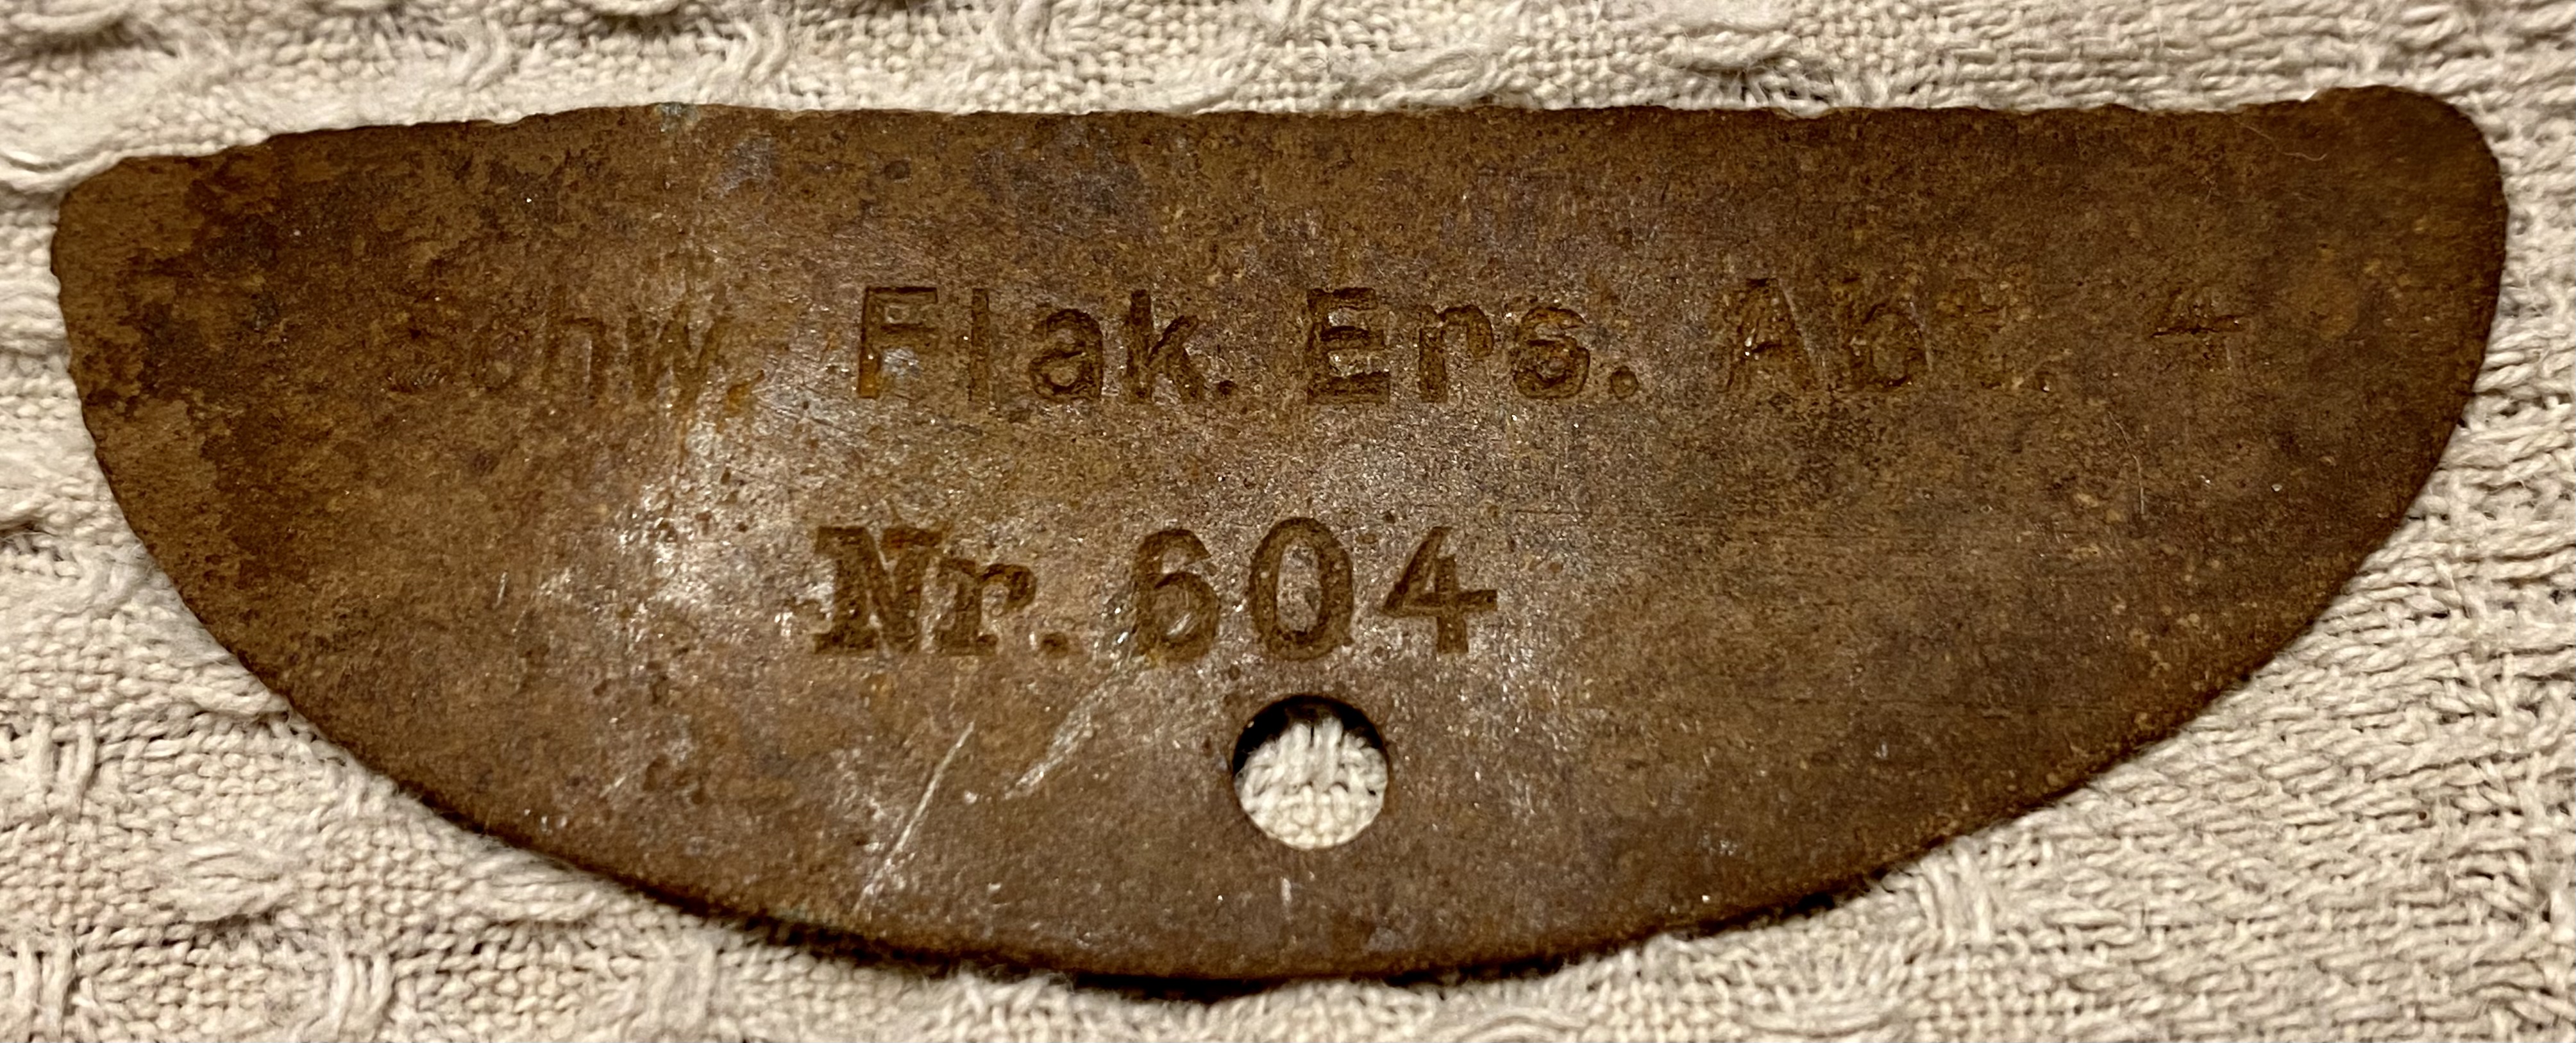 Schw. Flak. Ers. Abt. 4
Nr. 604